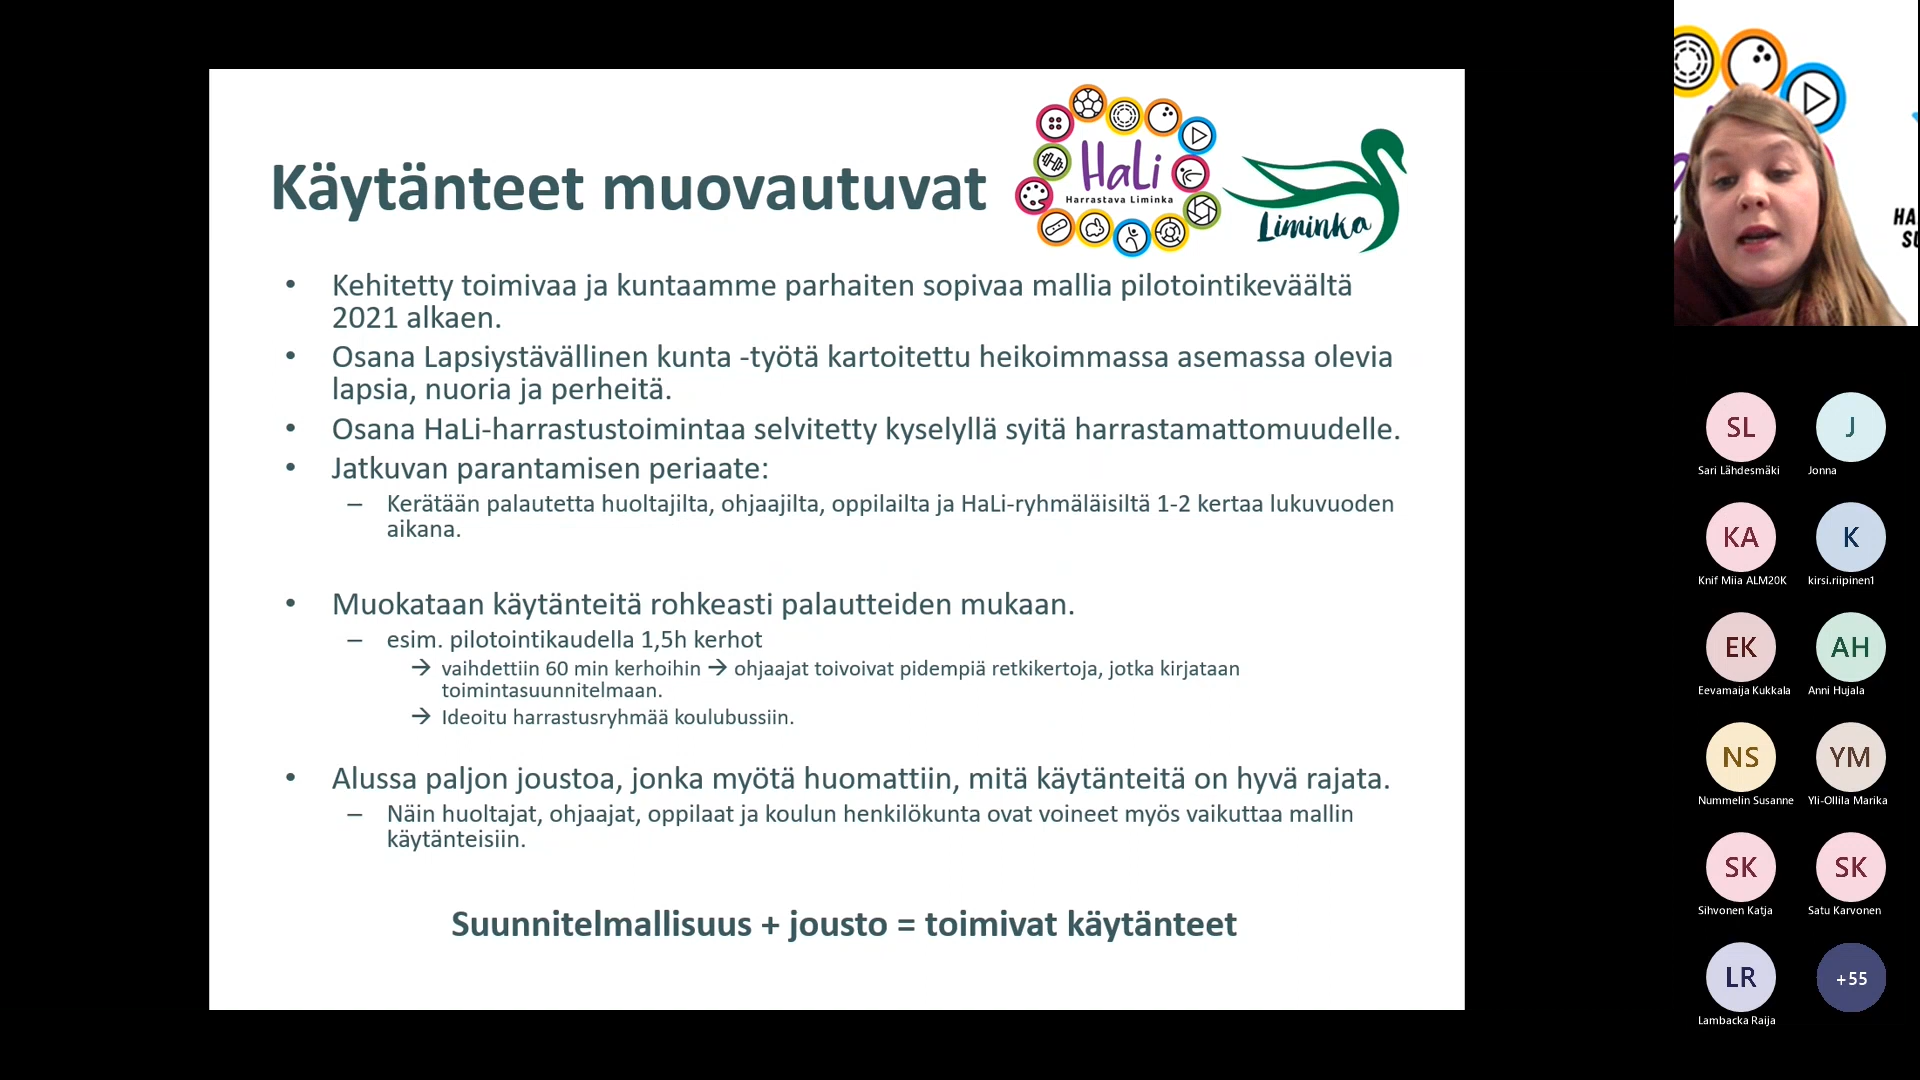 Käytänteet muovautuvat
HaLi
Harrastava Liminka
Liminka
• Kehitetty toimivaa ja kuntaamme parhaiten sopivaa mallia pilotointikeväältä
2021 alkaen.
• Osana Lapsiystävällinen kunta -työtä kartoitettu heikoimmassa asemassa olevia
lapsia, nuoria ja perheitä.
• Osana HaLi-harrastustoimintaa selvitetty kyselyllä syitä harrastamattomuudelle.
• Jatkuvan parantamisen periaate:
– Kerätään palautetta huoltajilta, ohjaajilta, oppilailta ja HaLi-ryhmäläisiltä 1-2 kertaa lukuvuoden
aikana.
• Muokataan käytänteitä rohkeasti palautteiden mukaan.
– esim. pilotointikaudella 1,5h kerhot
→ vaihdettiin 60 min kerhoihin → ohjaajat toivoivat pidempiä retkikertoja, jotka kirjataan
toimintasuunnitelmaan.
→ Ideoitu harrastusryhmää koulubussiin.
• Alussa paljon joustoa, jonka myötä huomattiin, mitä käytänteitä on hyvä rajata.
– Näin huoltajat, ohjaajat, oppilaat ja koulun henkilökunta ovat voineet myös vaikuttaa mallin
käytänteisiin.
Suunnitelmallisuus + jousto = toimivat käytänteet
HA
SU
SL J
Sari Lähdesmäki Jonna
KA K
Knif Miia ALM20K kirsi.riipinen1
EK AH
Eevamaija Kukkala Anni Hujala
NS YM
Nummelin Susanne Yli-Ollila Marika
SK SK
Sihvonen Katja Satu Karvonen
LR +55
Lambacka Raija